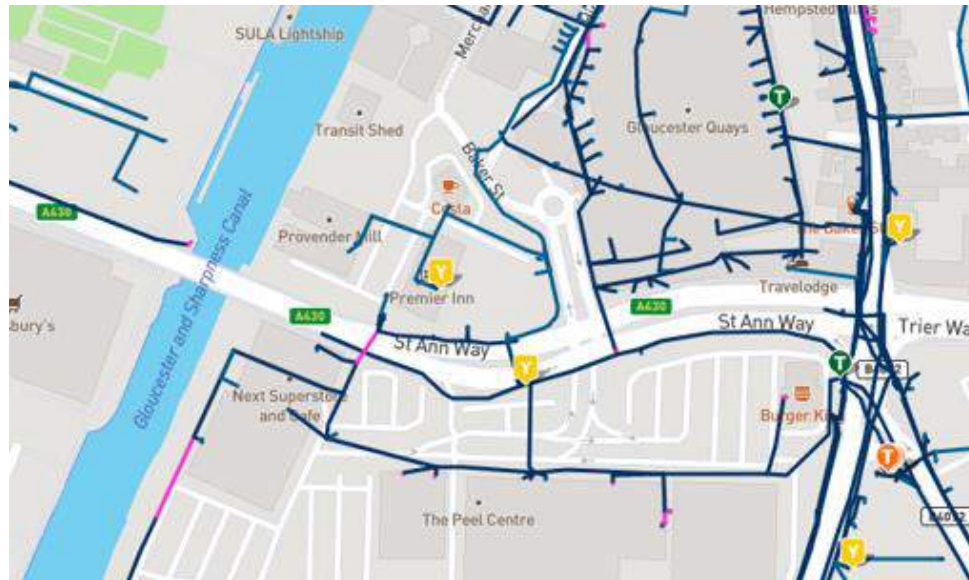 SULA Lightship
Hempsted
Transit Shed
Gloucester Quays
Baker St
Costa
A430
Gloucester and Sharpness Canal
Provender Mill
Y
T
Y
Premier Inn
Travelodge
A430
A430
St Ann Way
St Ann Way
Trier Wa
bury's
Y
T
Next Superstore
and Cafe
Burger King
T
The Peel Centre
Y